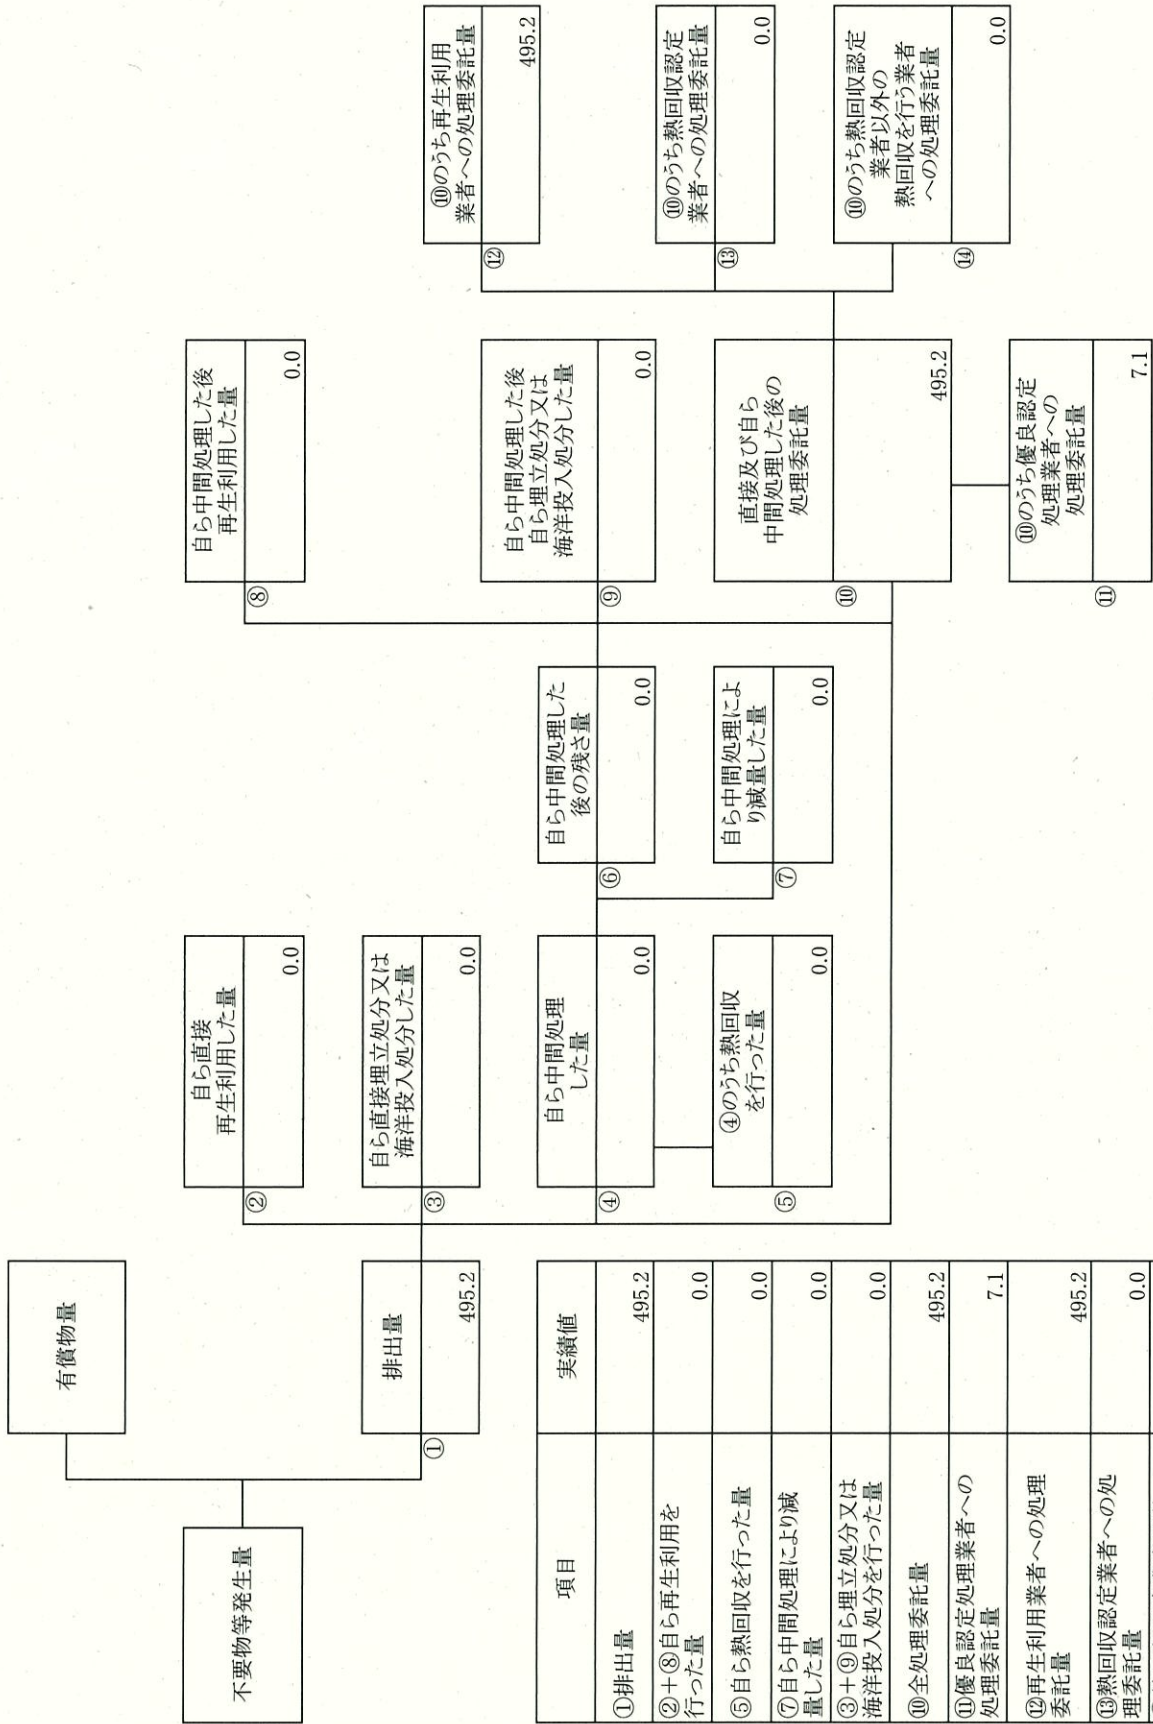 不要物等発生量
有償物量
①
排出量
495.2
②
自ら直接
再生利用した量
0.0
③
自ら直接埋立処分又は
海洋投入処分した量
0.0
④
自ら中間処理
した量
0.0
⑤
④のうち熱回収
を行った量
0.0
⑥
自ら中間処理した
後の残さ量
0.0
⑦
自ら中間処理によ
り減量した量
0.0
⑧
自ら中間処理した後
再生利用した量
0.0
⑨
自ら中間処理した後
自ら埋立処分又は
海洋投入処分した量
0.0
⑩
直接及び自ら
中間処理した後の
処理委託量
495.2
⑪
⑩のうち優良認定
処理業者への
処理委託量
7.1
⑫
⑩のうち再生利用
業者への処理委託量
495.2
⑬
⑩のうち熱回収認定
業者への処理委託量
0.0
⑭
⑩のうち熱回収認定
業者以外の
熱回収を行う業者
への処理委託量
0.0
項目 実績値
①排出量 495.2
②+⑧自ら再生利用を
行った量 0.0
⑤自ら熱回収を行った量 0.0
⑦自ら中間処理により減
量した量 0.0
③+⑨自ら埋立処分又は
海洋投入処分を行った量 0.0
⑩全処理委託量 495.2
⑪優良認定処理業者への
処理委託量 7.1
⑫再生利用業者への処理
委託量 495.2
⑬熱回収認定業者への処
理委託量 0.0